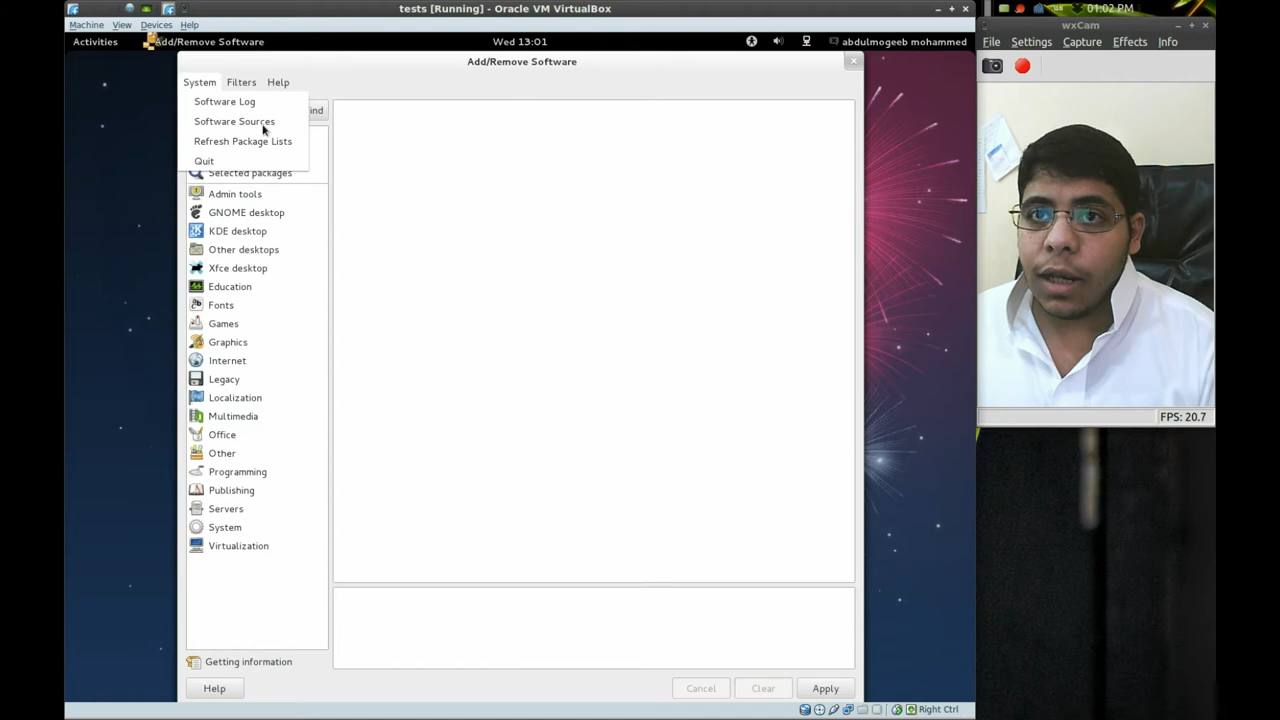 tests [Running] - Oracle VM VirtualBox
Machine View Devices Help
Activities Add/Remove Software Wed 13:01 abdulmogeeb mohammed
Add/Remove Software
System Filters Help
Software Log
Software Sources
Refresh Package Lists
Quit
ind
Selected packages
Admin tools
GNOME desktop
KDE desktop
Other desktops
Xfce desktop
Education
Fonts
Games
Graphics
Internet
Legacy
Localization
Multimedia
Office
Other
Programming
Publishing
Servers
System
Virtualization
Getting information
Help Cancel Clear Apply
Right Ctrl
01:02 PM
wxCam
File Settings Capture Effects Info
FPS: 20.7